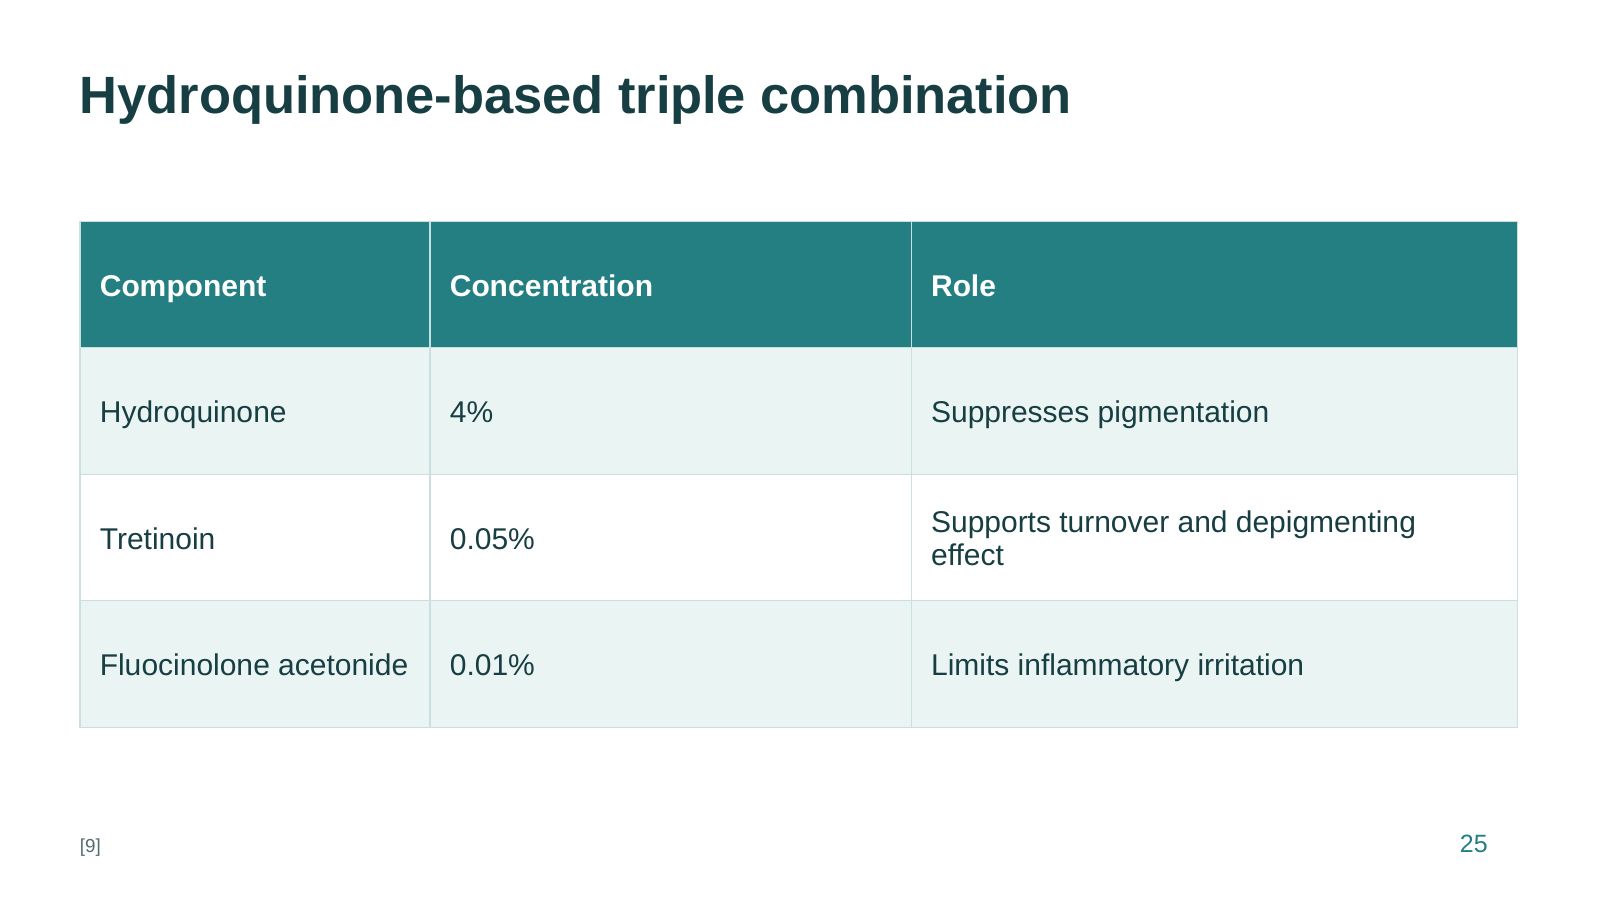 Hydroquinone-based triple combination
Component
Concentration
Role
Hydroquinone
4%
Suppresses pigmentation
Tretinoin
0.05%
Supports turnover and depigmenting
effect
Fluocinolone acetonide
0.01%
Limits inflammatory irritation
[9]
25